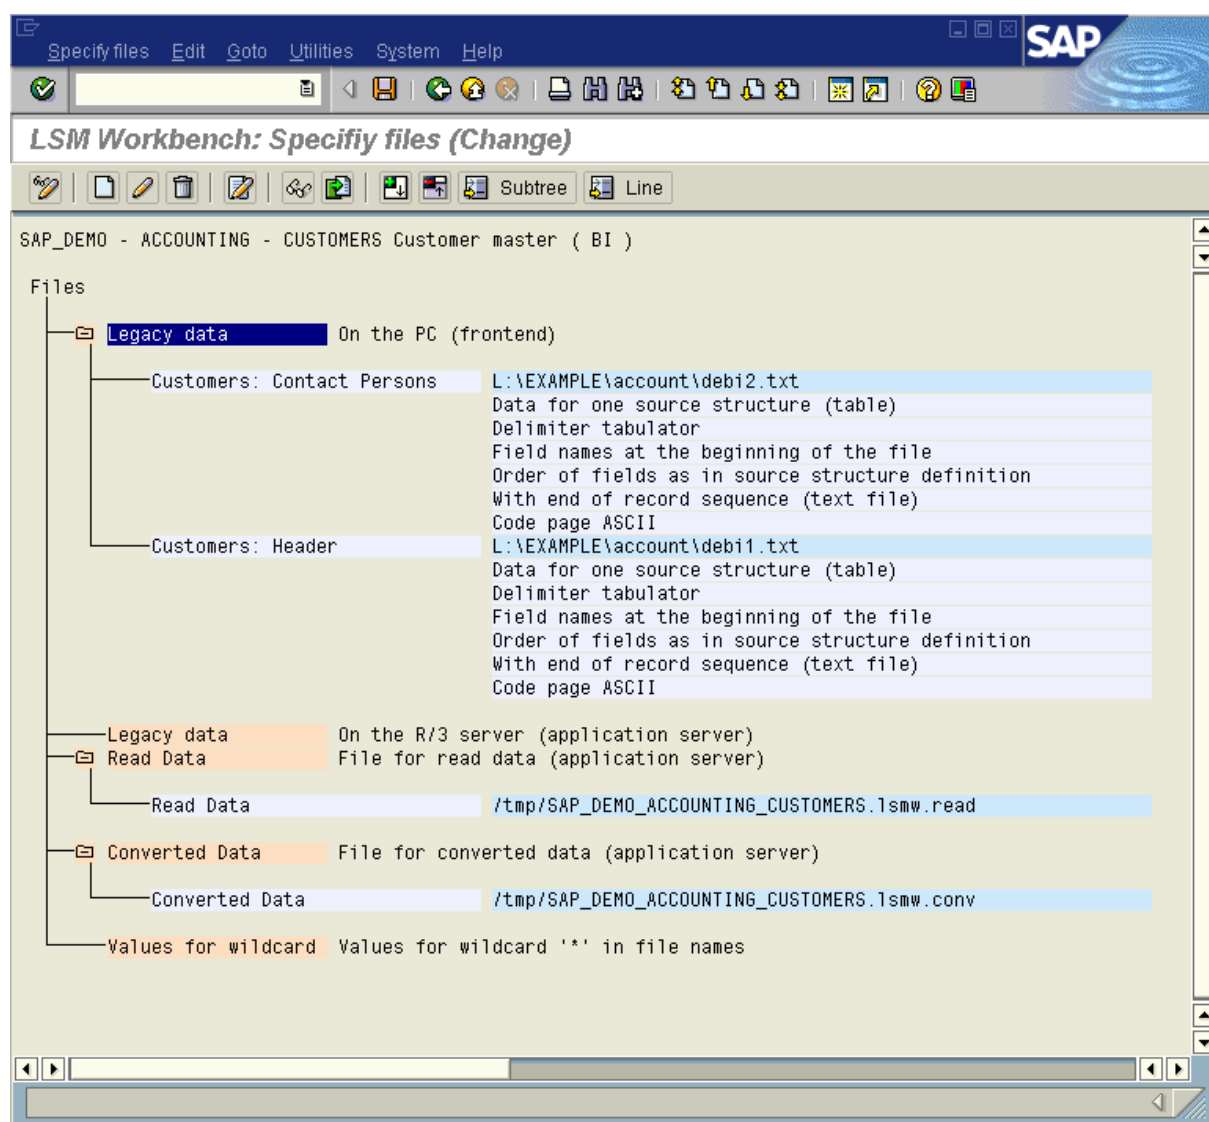 Specify files Edit Goto Utilities System Help
SAP
LSM Workbench: Specifiy files (Change)
Subtree Line
SAP_DEMO - ACCOUNTING - CUSTOMERS Customer master ( BI )
Files
Legacy data On the PC (frontend)
Customers: Contact Persons L:\EXAMPLE\account\debi2.txt
Data for one source structure (table)
Delimiter tabulator
Field names at the beginning of the file
Order of fields as in source structure definition
With end of record sequence (text file)
Code page ASCII
Customers: Header L:\EXAMPLE\account\debi1.txt
Data for one source structure (table)
Delimiter tabulator
Field names at the beginning of the file
Order of fields as in source structure definition
With end of record sequence (text file)
Code page ASCII
Legacy data On the R/3 server (application server)
Read Data File for read data (application server)
Read Data /tmp/SAP_DEMO_ACCOUNTING_CUSTOMERS.lsmw.read
Converted Data File for converted data (application server)
Converted Data /tmp/SAP_DEMO_ACCOUNTING_CUSTOMERS.lsmw.conv
Values for wildcard Values for wildcard '*' in file names